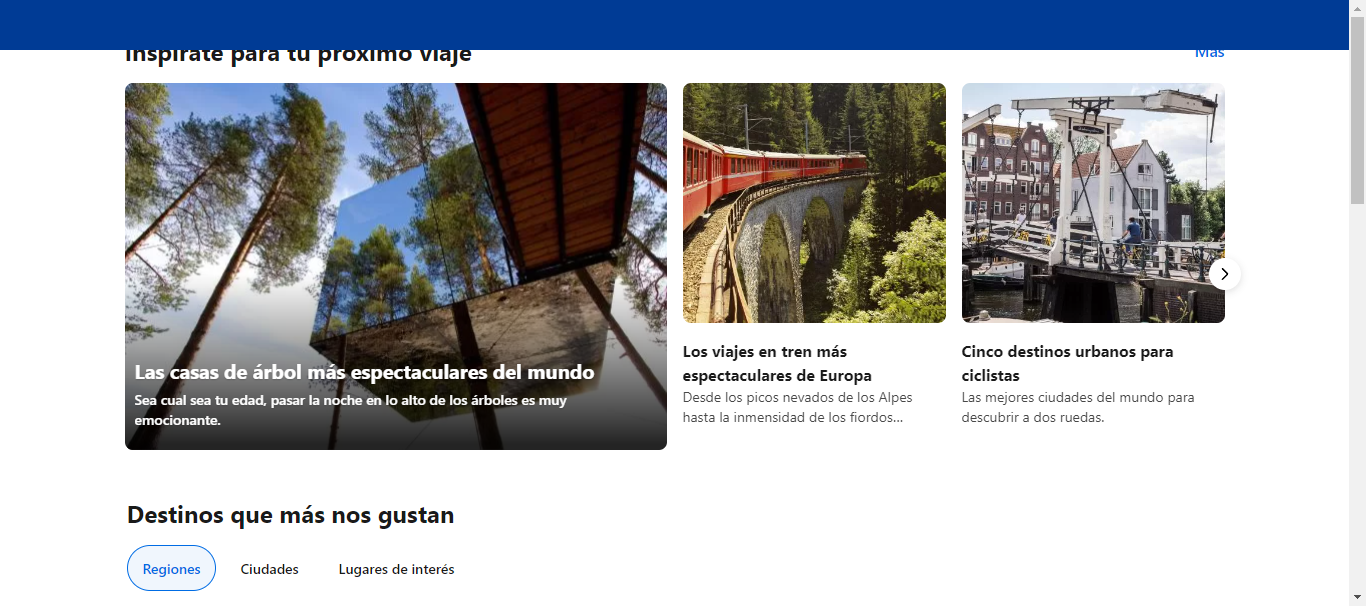 Inspírate para tu próximo viaje
Más
Las casas de árbol más espectaculares del mundo
Sea cual sea tu edad, pasar la noche en lo alto de los árboles es muy
emocionante.
Los viajes en tren más
espectaculares de Europa
Desde los picos nevados de los Alpes
hasta la inmensidad de los fiordos...
Cinco destinos urbanos para
ciclistas
Las mejores ciudades del mundo para
descubrir a dos ruedas.
Destinos que más nos gustan
Regiones
Ciudades
Lugares de interés